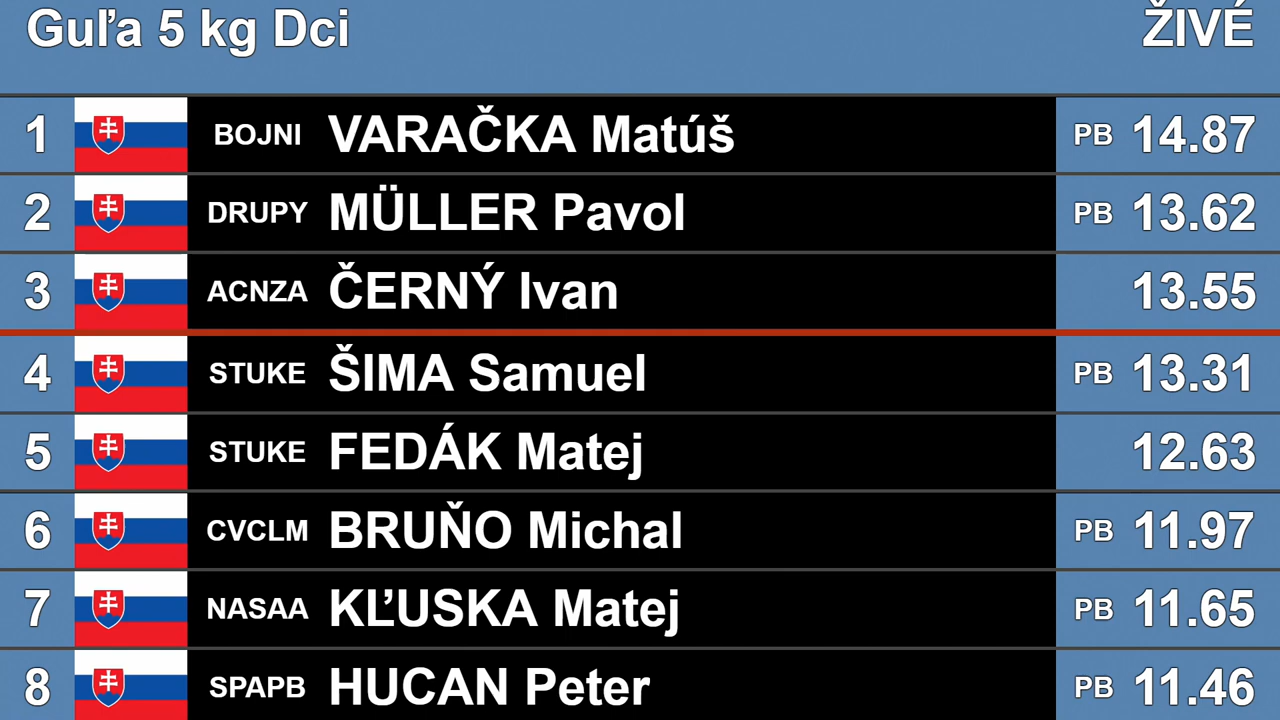 Guľa 5 kg Dci ŽIVÉ
1 BOJNI VARAČKA Matúš PB 14.87
2 DRUPY MÜLLER Pavol PB 13.62
3 ACNZA ČERNÝ Ivan 13.55
4 STUKE ŠIMA Samuel PB 13.31
5 STUKE FEDÁK Matej 12.63
6 CVCLM BRUŇO Michal PB 11.97
7 NASAA KĽUSKA Matej PB 11.65
8 SPAPB HUCAN Peter PB 11.46